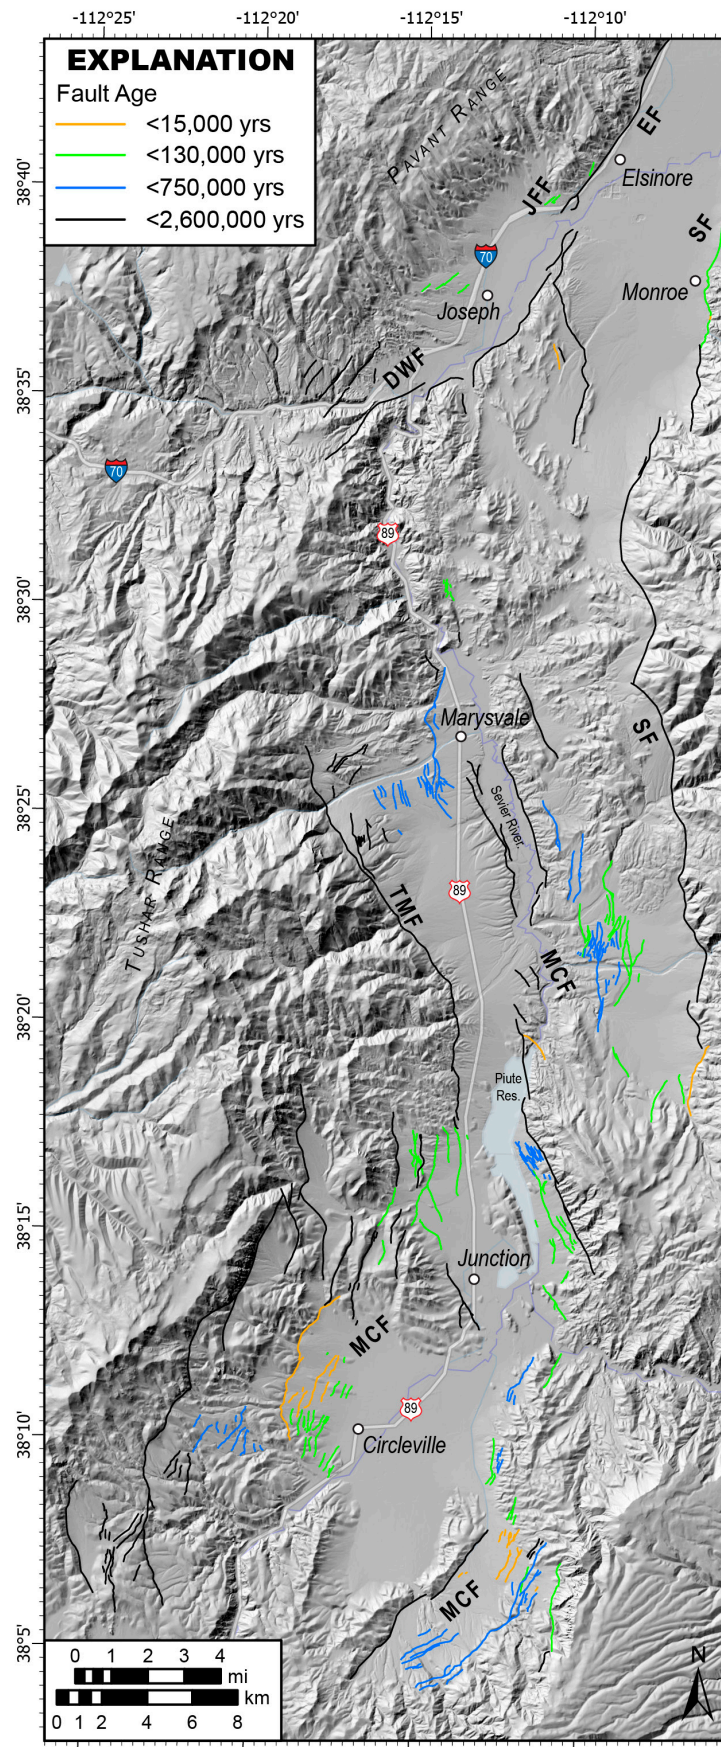 -112°25' -112°20' -112°15' -112°10'
EXPLANATION
Fault Age
<15,000 yrs
<130,000 yrs
<750,000 yrs
<2,600,000 yrs
PAVANT RANGE
EF
38°40'
Elsinore
JFF
SF
70
Monroe
Joseph
DWF
38°35'
70
89
38°30'
Marysvale
SF
38°25'
Sevier River.
TUSHAR RANGE
89
TMF
MCF
38°20'
Piute
Res.
38°15'
Junction
MCF
89
38°10'
Circleville
MCF
38°5'
0 1 2 3 4
mi
km
0 1 2 4 6 8
N